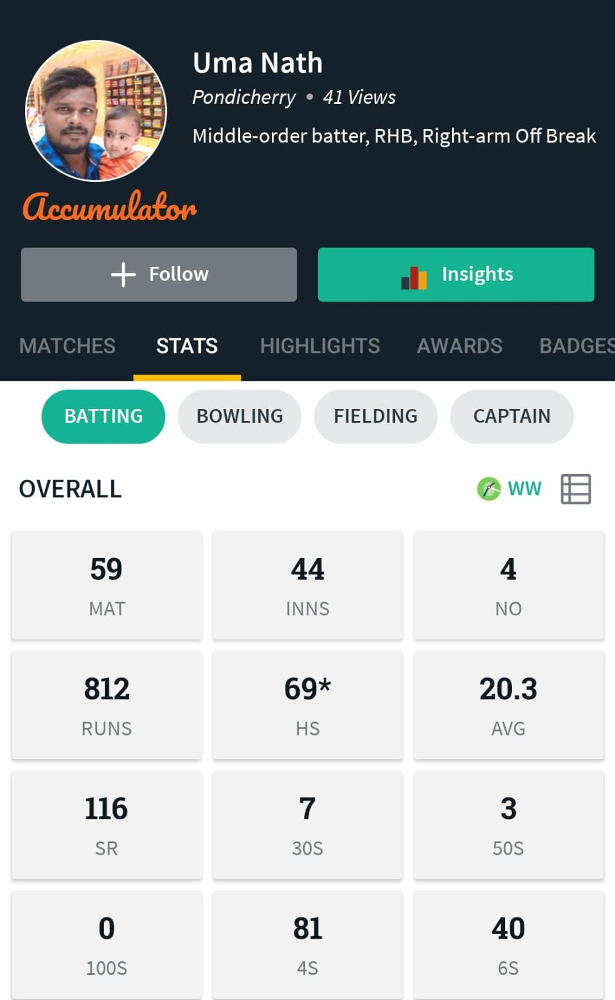 Uma Nath
Pondicherry • 41 Views
Middle-order batter, RHB, Right-arm Off Break
Accumulator
+ Follow
Insights
MATCHES STATS HIGHLIGHTS AWARDS BADGES
BATTING BOWLING FIELDING CAPTAIN
OVERALL WW
59 44 4
MAT INNS NO
812 69* 20.3
RUNS HS AVG
116 7 3
SR 30S 50S
0 81 40
100S 4S 6S